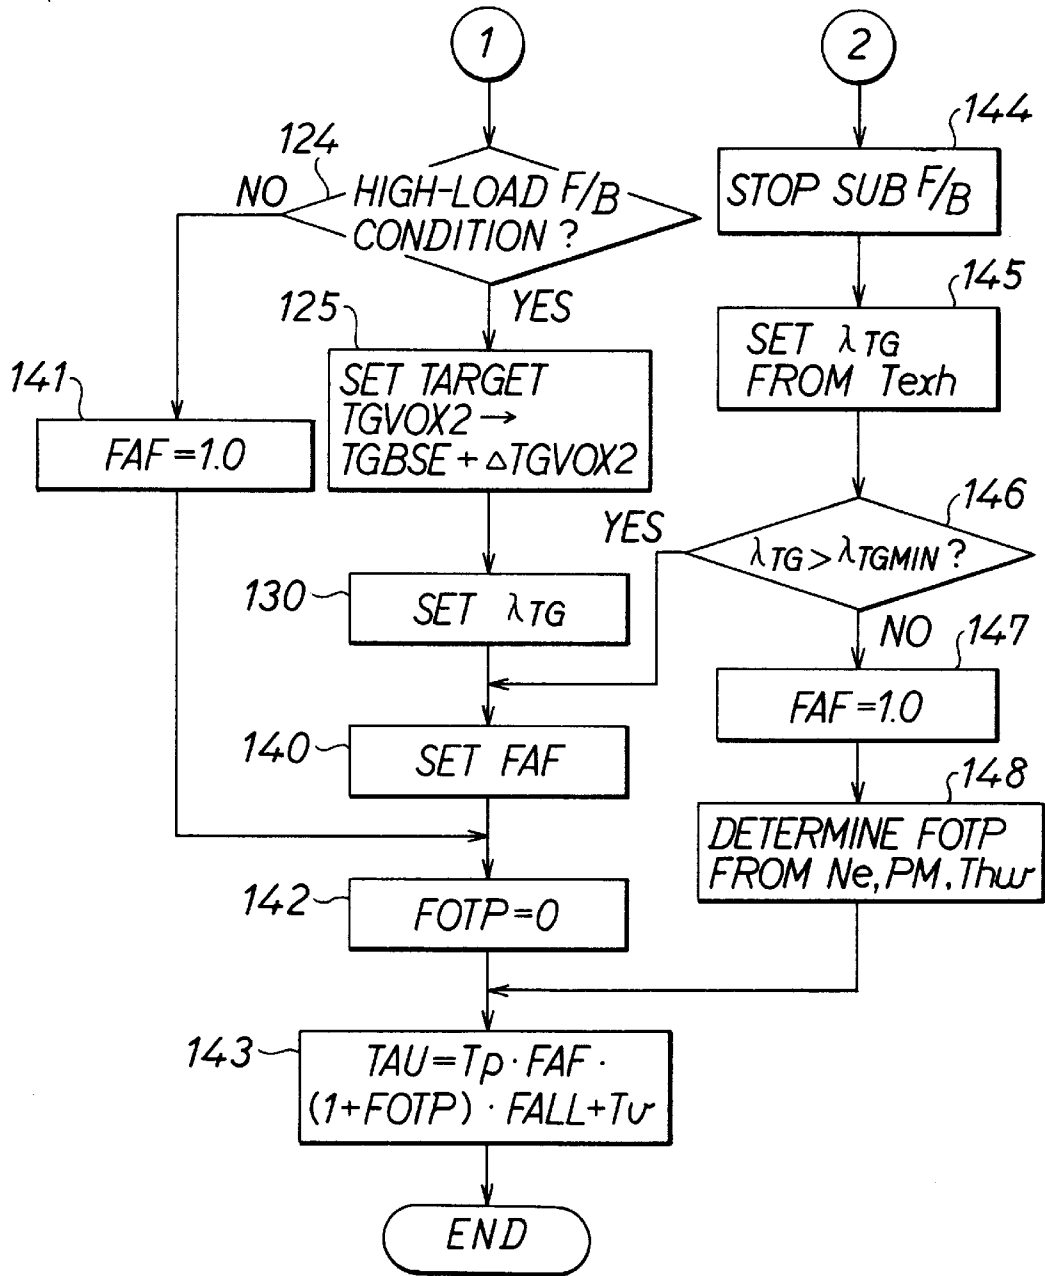 1
2
124
NO
HIGH-LOAD F/B
CONDITION ?
YES
144
STOP SUB F/B
125
SET TARGET
TGVOX2 →
TGBSE + △TGVOX2
145
SET λTG
FROM Texh
141
FAF = 1.0
YES
146
λTG > λTGMIN ?
NO
130
SET λTG
147
FAF = 1.0
140
SET FAF
148
DETERMINE FOTP
FROM Ne, PM, Thw
142
FOTP = 0
143
TAU = Tp · FAF ·
(1 + FOTP) · FALL + Tv
END